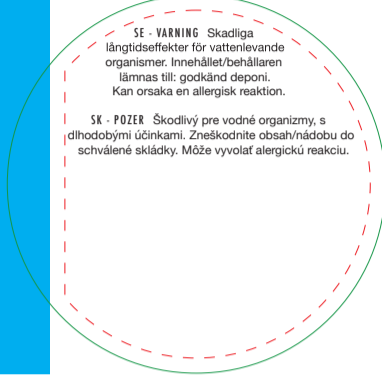 SE - VARNING Skadliga
långtidseffekter för vattenlevande
organismer. Innehållet/behållaren
lämnas till: godkänd deponi.
Kan orsaka en allergisk reaktion.
SK - POZER Škodlivý pre vodné organizmy, s
dlhodobými účinkami. Zneškodnite obsah/nádobu do
schválené skládky. Môže vyvolať alergickú reakciu.